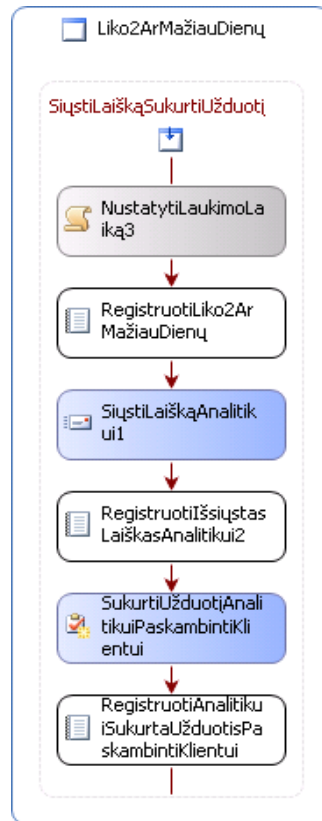 Liko2ArMažiauDienų
SiųstiLaiškąSukurtiUžduotį
NustatytiLaukimoLa
iką3
RegistruotiLiko2Ar
MažiauDienų
SiųstiLaiškąAnalitik
ui1
RegistruotiIšsiųstas
LaiškasAnalitikui2
SukurtiUžduotįAnali
tikuiPaskambintiKli
entui
RegistruotiAnalitiku
iSukurtaUžduotisPa
skambintiKlientui